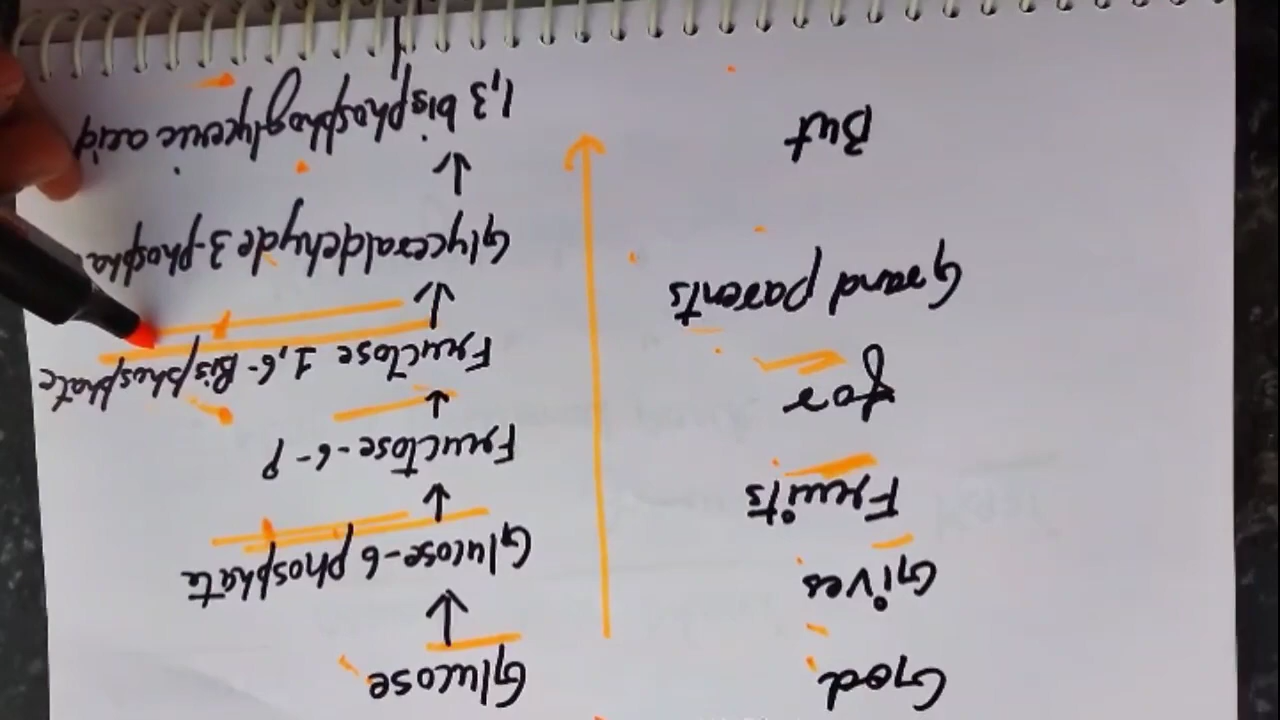 God
Gives
Fruits
for
Grand parents
But
Glucose
↓
Glucose-6 phosphate
↓
Fructose-6-P
↓
Fructose 1,6-Bisphosphate
↓
Glyceraldehyde 3-phospha
↓
1,3 bisphosphoglyceric acid